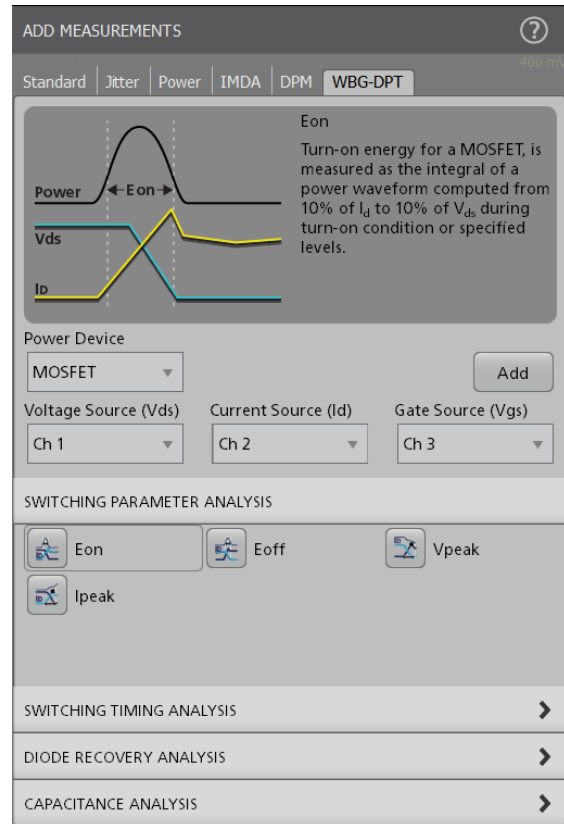 ADD MEASUREMENTS
?
400 mV
Standard Jitter Power IMDA DPM WBG-DPT
Eon
Turn-on energy for a MOSFET, is
measured as the integral of a
power waveform computed from
10% of Id to 10% of Vds during
turn-on condition or specified
levels.
Power
Eon
Vds
ID
Power Device
MOSFET
Add
Voltage Source (Vds) Current Source (Id) Gate Source (Vgs)
Ch 1 Ch 2 Ch 3
SWITCHING PARAMETER ANALYSIS
Eon Eoff Vpeak
Ipeak
SWITCHING TIMING ANALYSIS
DIODE RECOVERY ANALYSIS
CAPACITANCE ANALYSIS